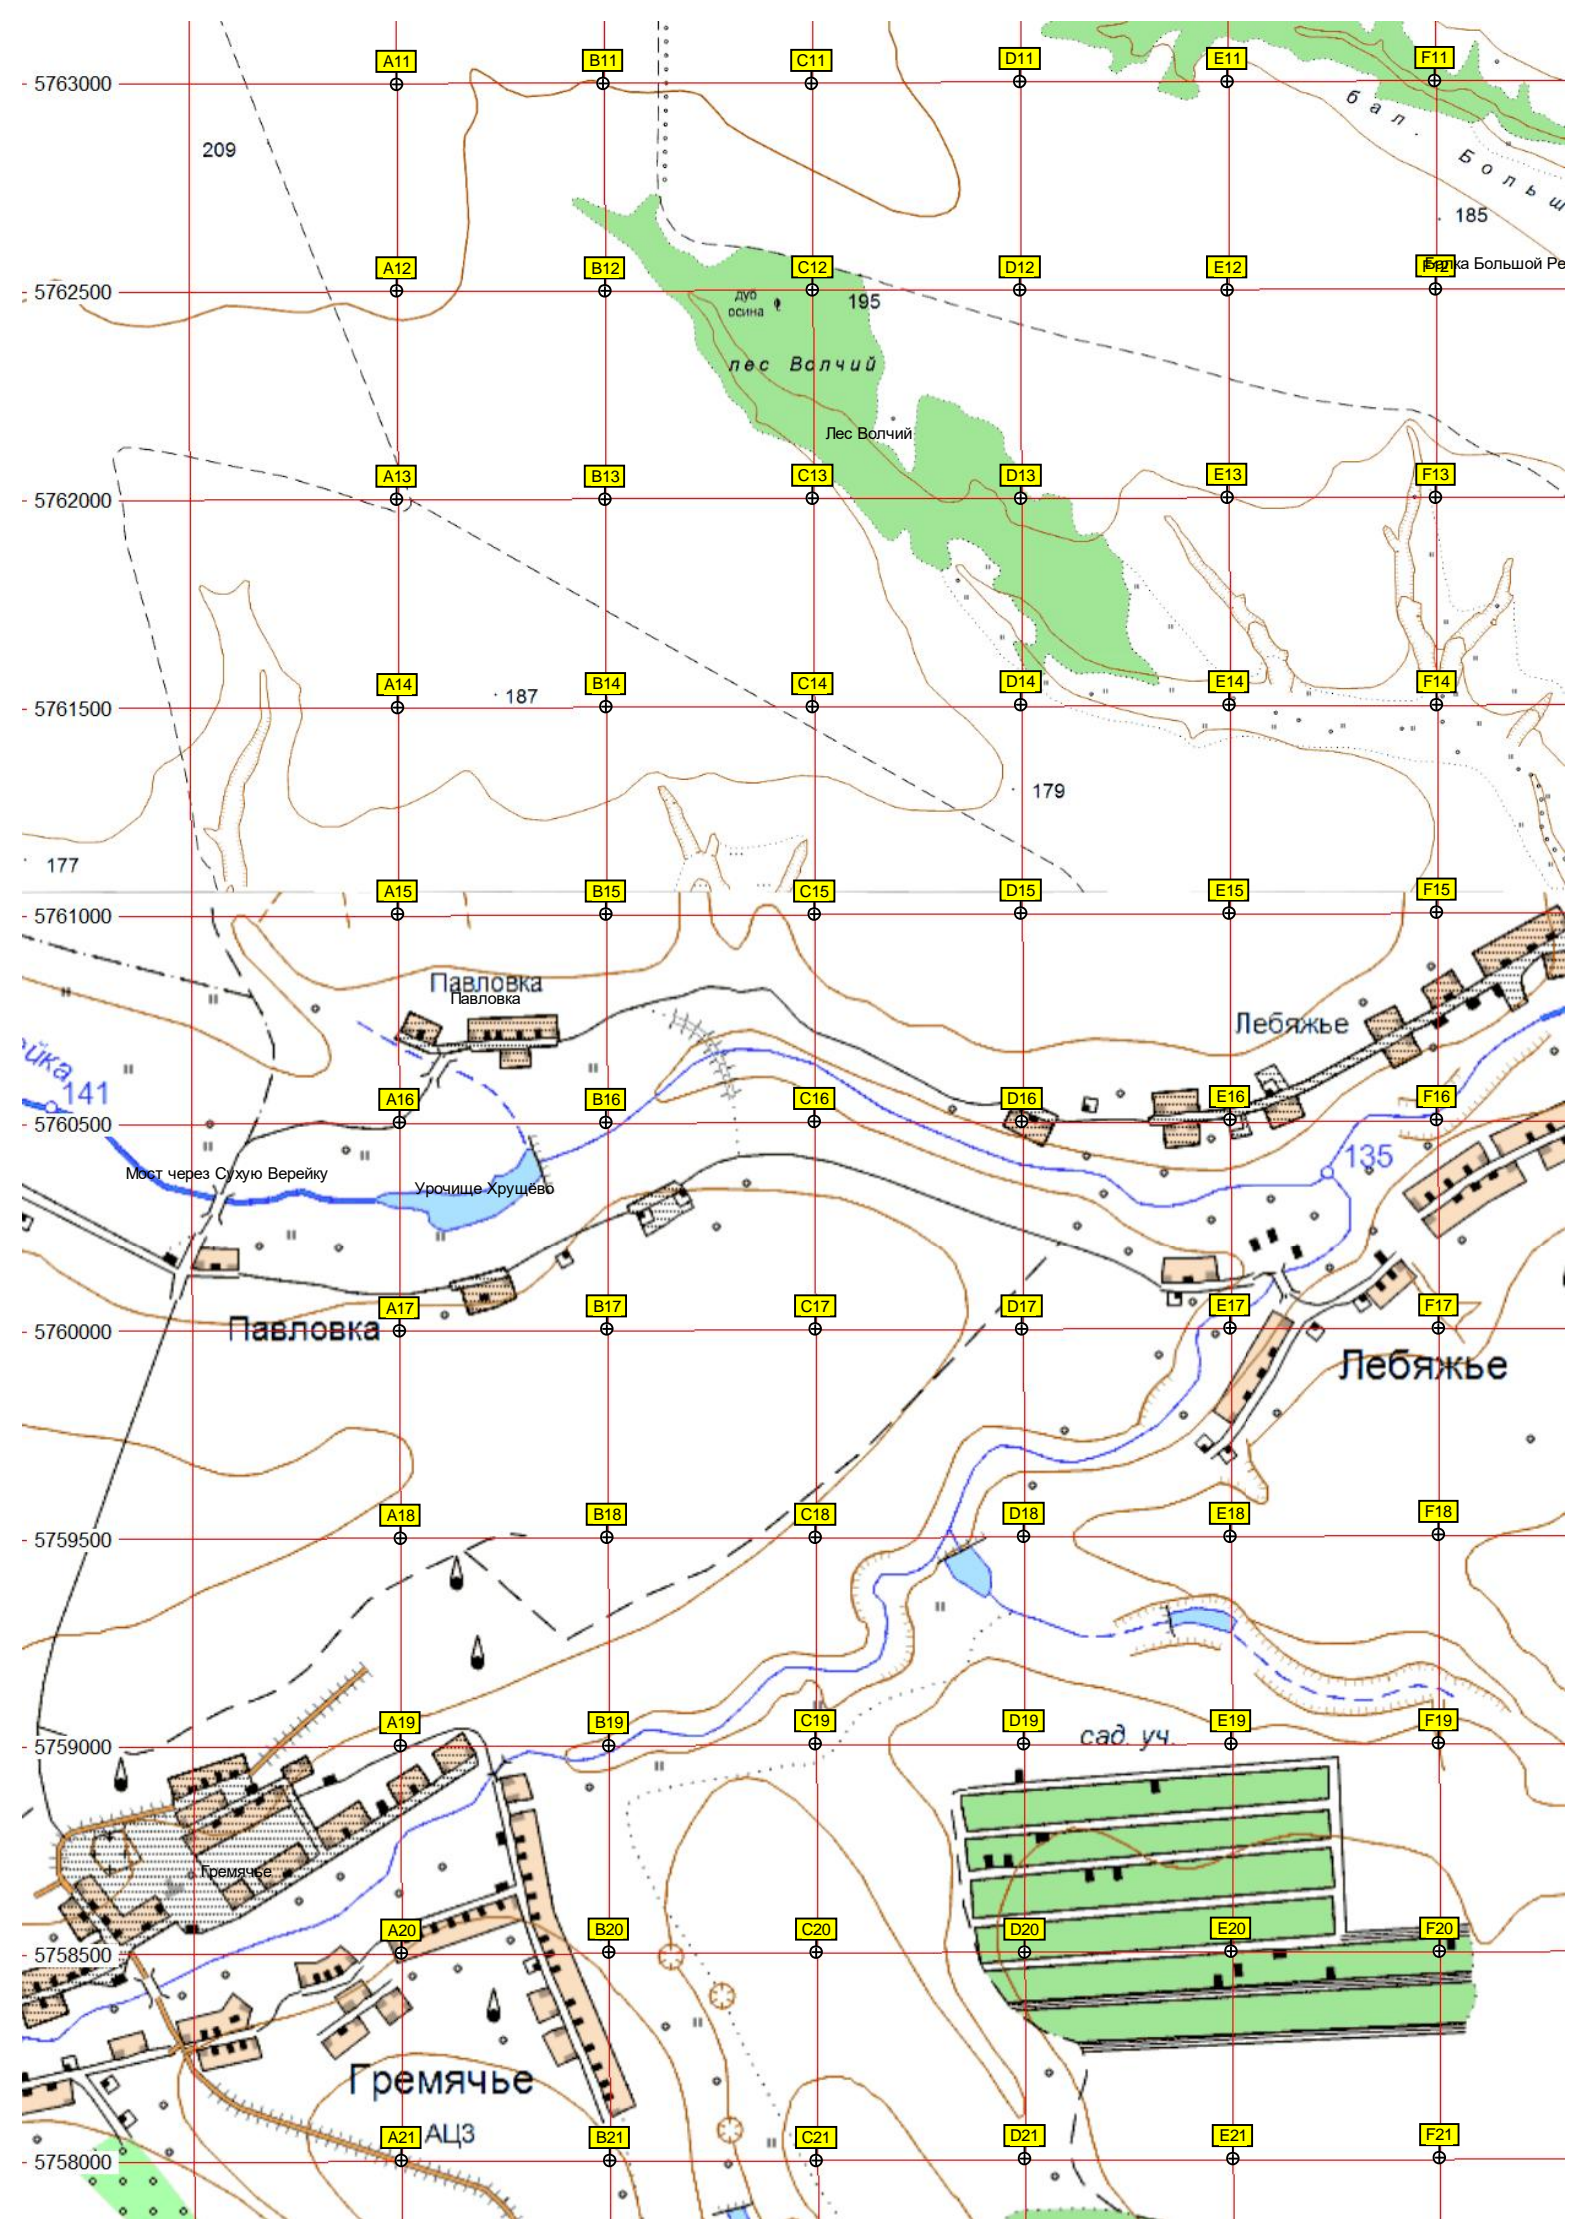 A11 B11 C11 D11 E11 F11
5763000
бал.
209
Больш
185
A12 B12 C12 D12 E12
Балка Большой Ре
5762500
дуб
осина
195
лес Волчий
Лес Волчий
A13 B13 C13 D13 E13 F13
5762000
A14 B14 C14 D14 E14 F14
187
5761500
179
177
A15 B15 C15 D15 E15 F15
5761000
Павловка
Павловка
Лебяжье
ейка
141
A16 B16 C16 D16 E16 F16
5760500
135
Мост через Сухую Верейку
Урочище Хрущёво
A17 B17 C17 D17 E17 F17
5760000
Павловка
Лебяжье
A18 B18 C18 D18 E18 F18
5759500
A19 B19 C19 D19 E19 F19
5759000
сад. уч.
Гремячье
A20 B20 C20 D20 E20 F20
5758500
Гремячье
АЦЗ
A21 B21 C21 D21 E21 F21
5758000